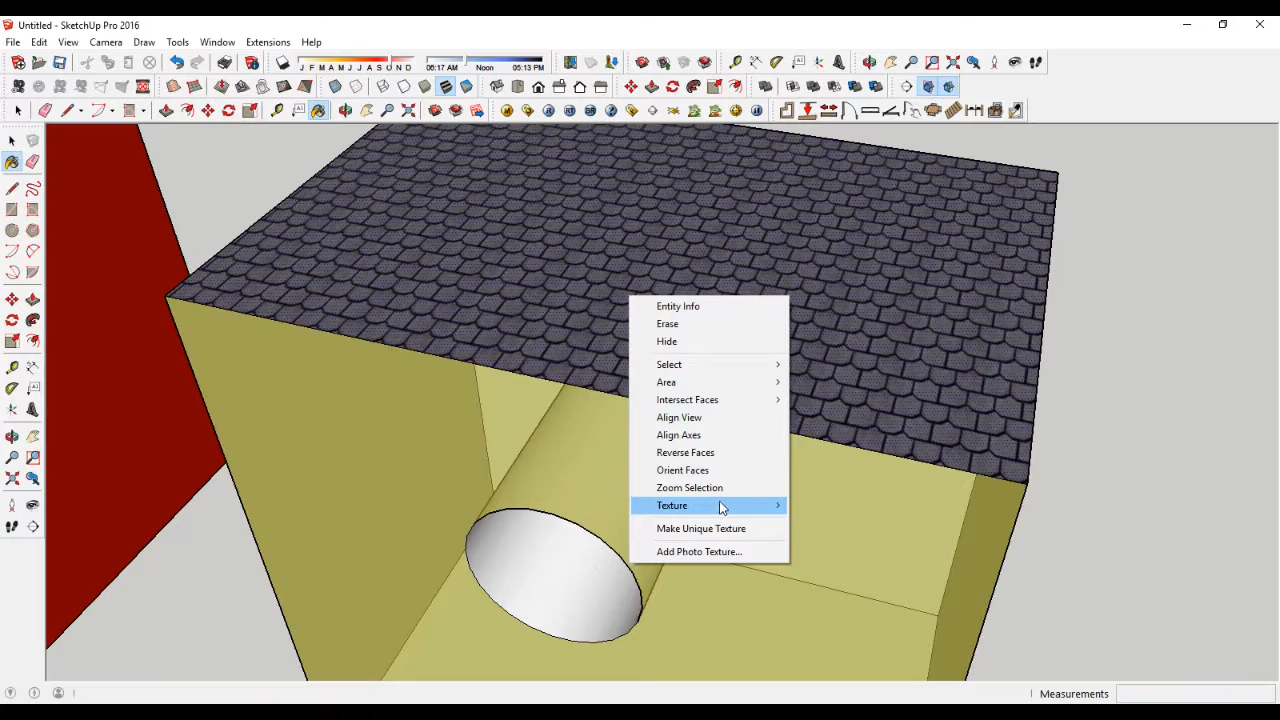 Untitled - SketchUp Pro 2016
File Edit View Camera Draw Tools Window Extensions Help
J F M A M J J A S O N D 06:17 AM Noon 05:13 PM
Entity Info
Erase
Hide
Select
Area
Intersect Faces
Align View
Align Axes
Reverse Faces
Orient Faces
Zoom Selection
Texture
Make Unique Texture
Add Photo Texture...
Measurements